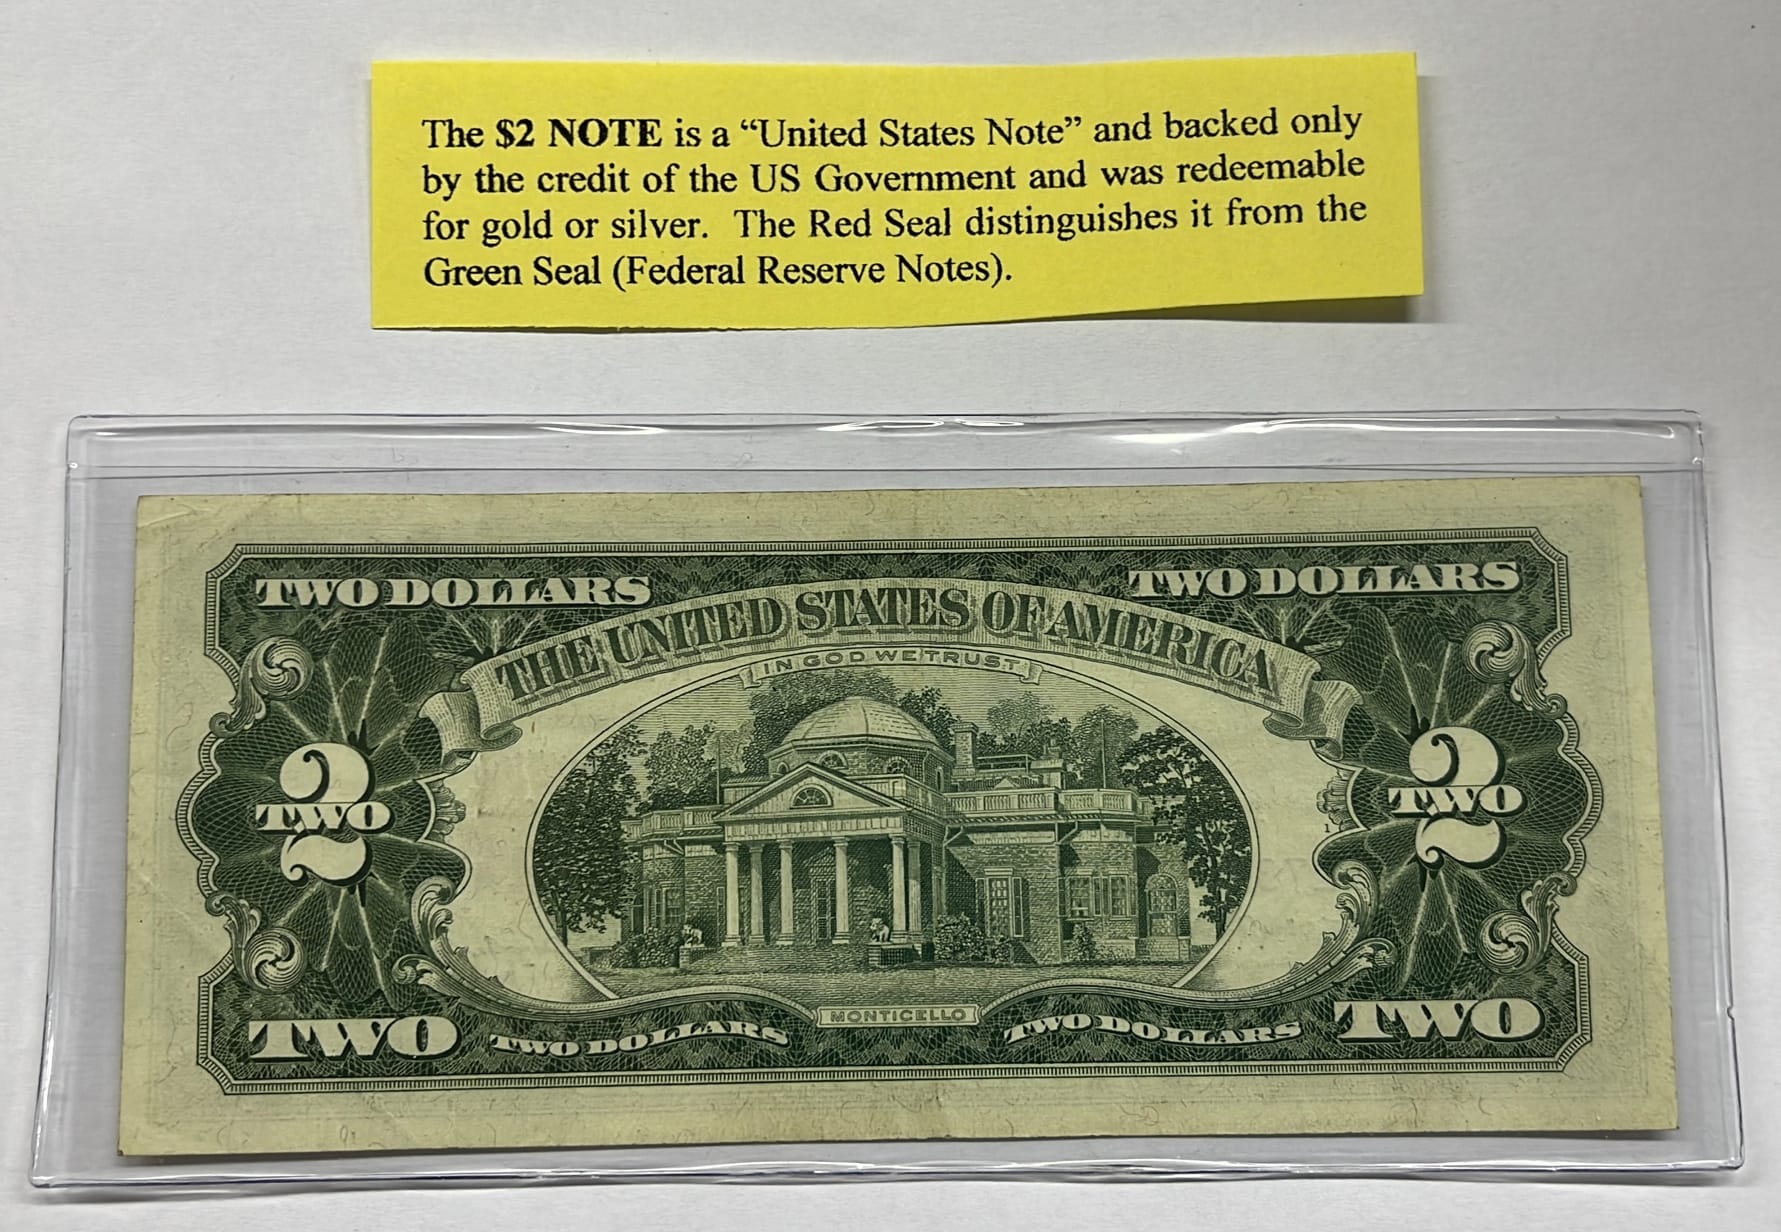 The $2 NOTE is a “United States Note” and backed only
by the credit of the US Government and was redeemable
for gold or silver. The Red Seal distinguishes it from the
Green Seal (Federal Reserve Notes).
TWO DOLLARS
TWO DOLLARS
THE UNITED STATES OF AMERICA
IN GOD WE TRUST
2
TWO
2
TWO
1
MONTICELLO
TWO
TWO DOLLARS
TWO DOLLARS
TWO